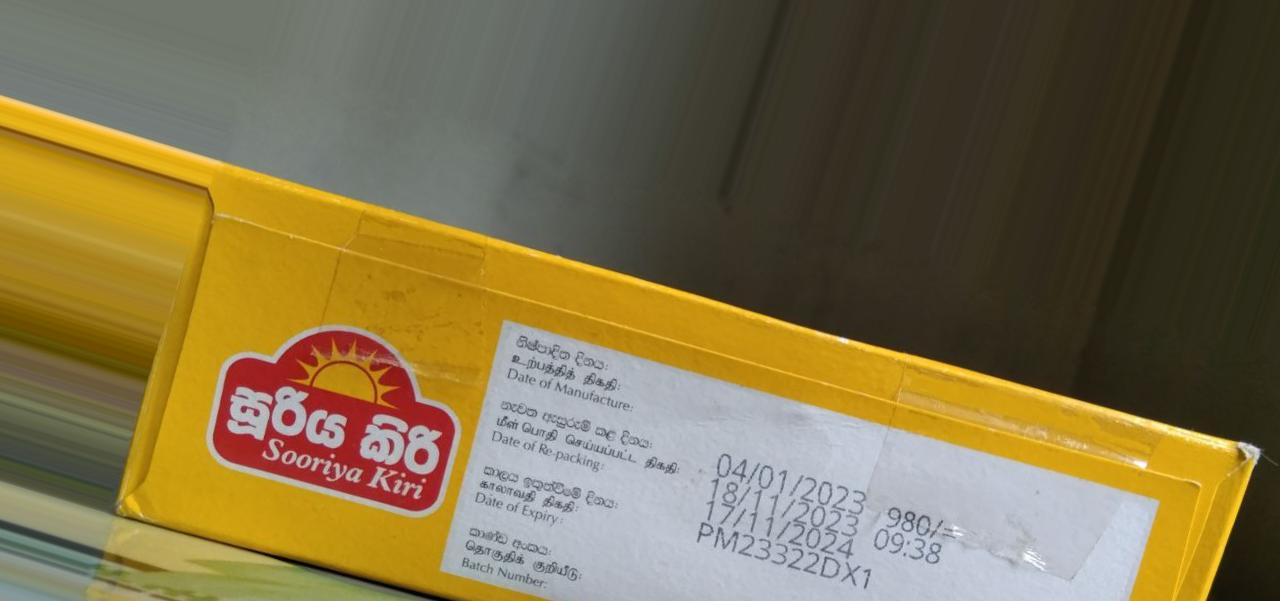 සූරිය කිරි
Sooriya Kiri
නිෂ්පාදිත දිනය:
உற்பத்தித் திகதி:
Date of Manufacture:
නැවත ඇසුරුම් කළ දිනය:
மீள் பொதி செய்யப்பட்ட திகதி:
Date of Re-packing:
කාලය ඉකුත්වීමේ දිනය:
காலாவதி திகதி:
Date of Expiry:
කාණ්ඩ අංකය:
தொகுதிக் குறியீடு:
Batch Number:
04/01/2023
18/11/2023 980/=
17/11/2024 09:38
PM23322DX1